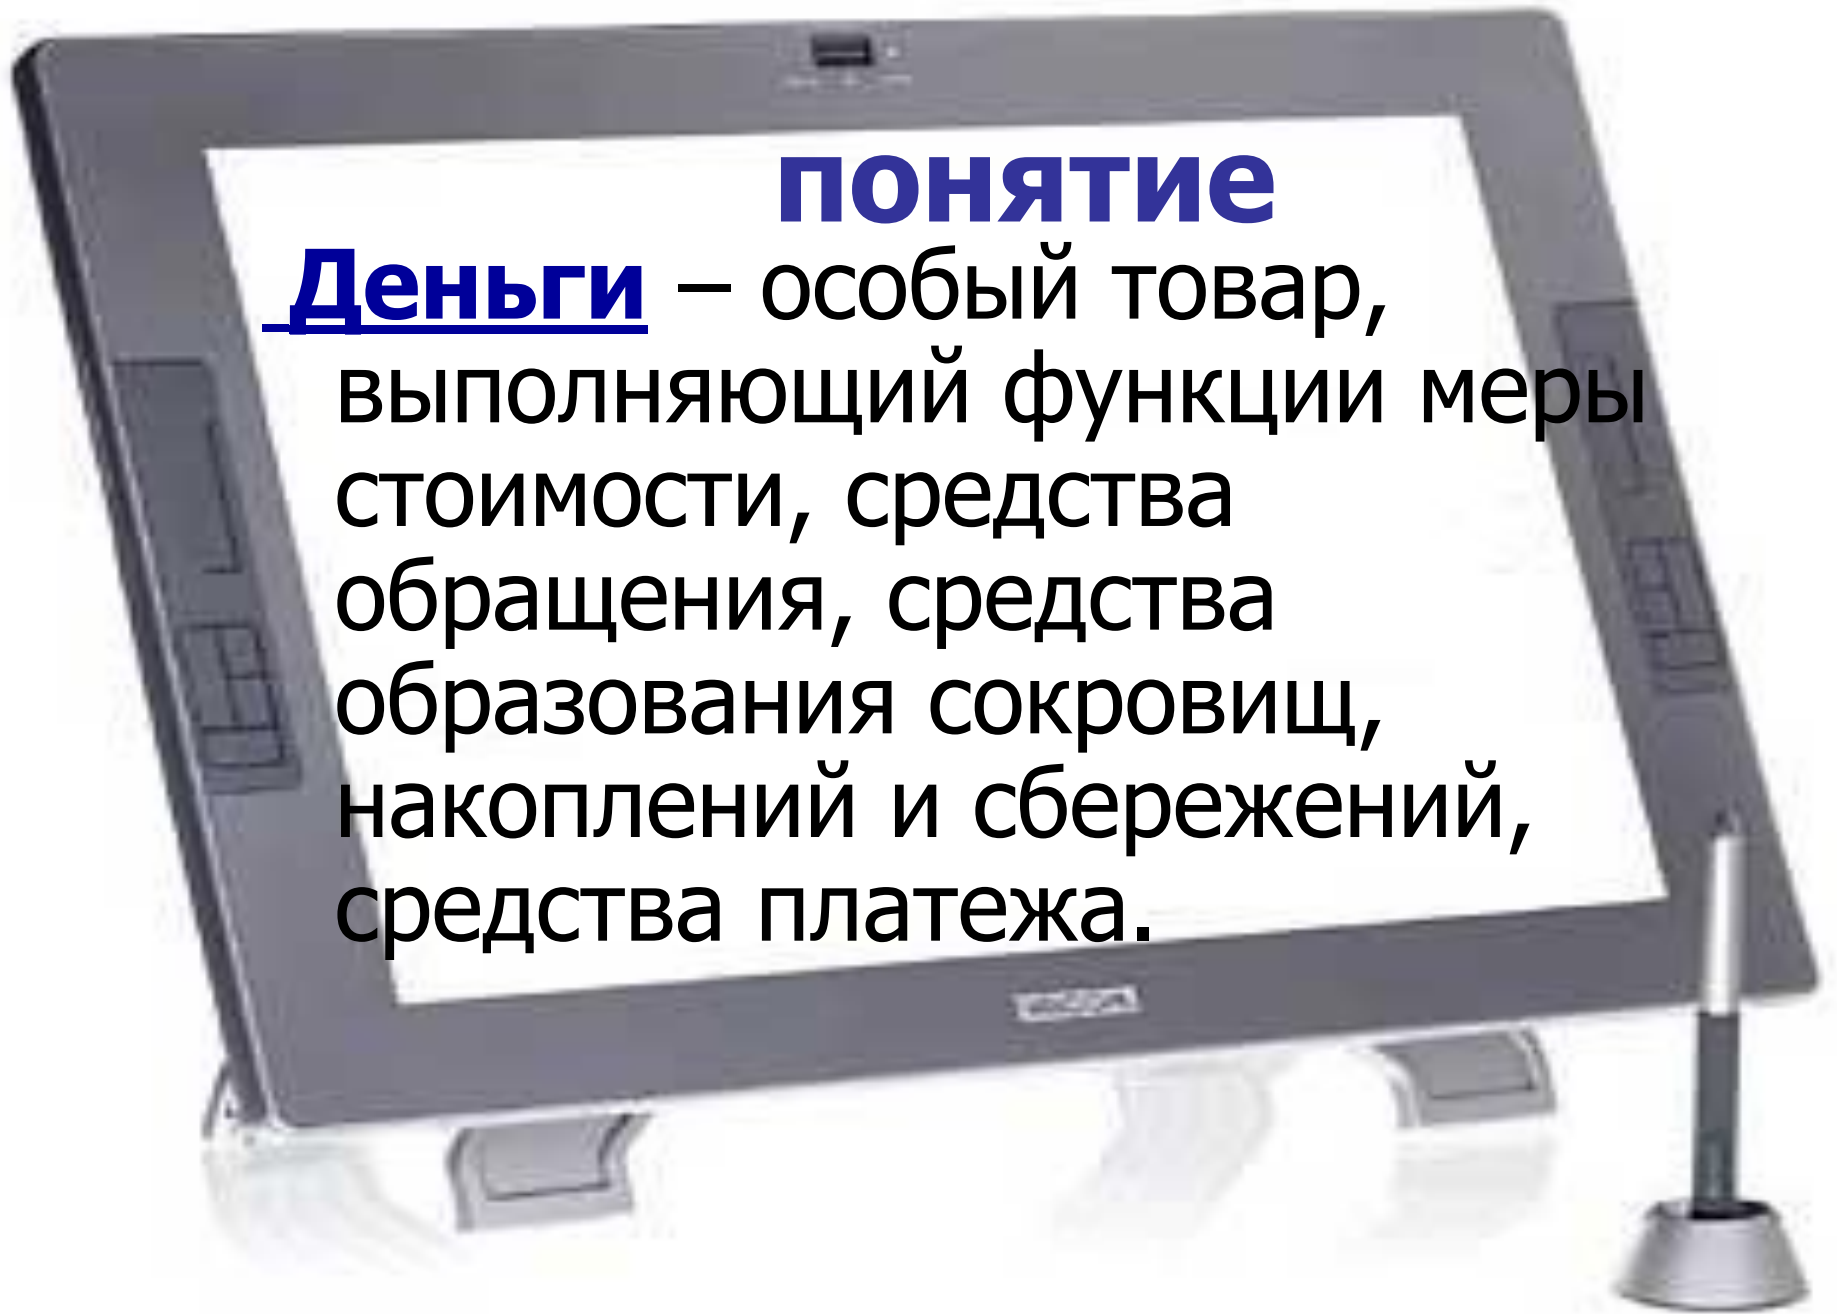 понятие
Деньги – особый товар,
выполняющий функции меры
стоимости, средства
обращения, средства
образования сокровищ,
накоплений и сбережений,
средства платежа.